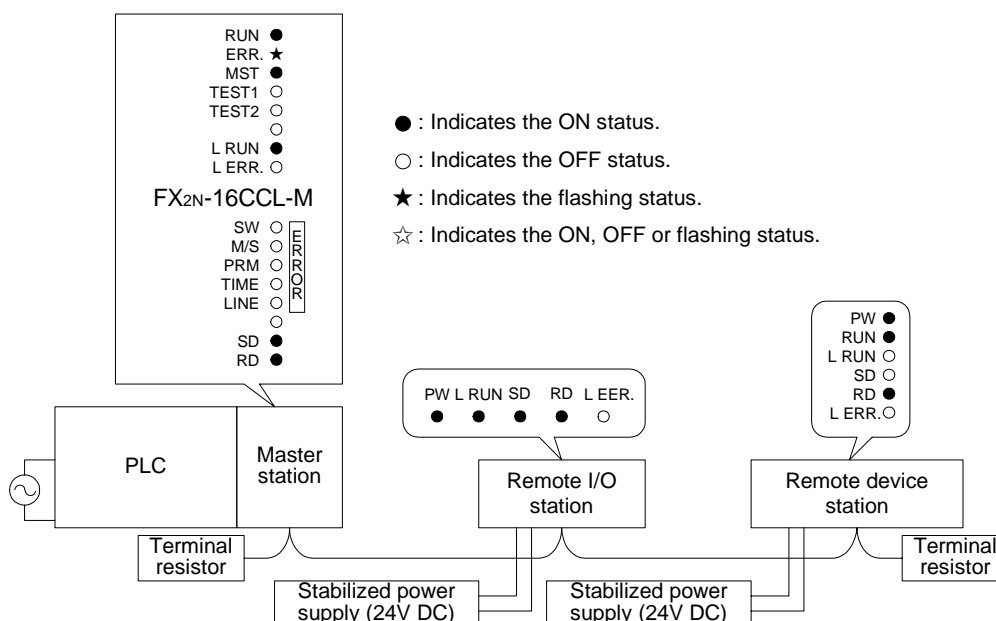 RUN
ERR.
MST
TEST1
TEST2
L RUN
L ERR.
FX2N-16CCL-M
SW
M/S
PRM
TIME
LINE
ERROR
SD
RD
● : Indicates the ON status.
○ : Indicates the OFF status.
★ : Indicates the flashing status.
☆ : Indicates the ON, OFF or flashing status.
PW L RUN SD RD L EER.
PW
RUN
L RUN
SD
RD
L ERR.
PLC
Master
station
Remote I/O
station
Remote device
station
Terminal
resistor
Terminal
resistor
Stabilized power
supply (24V DC)
Stabilized power
supply (24V DC)